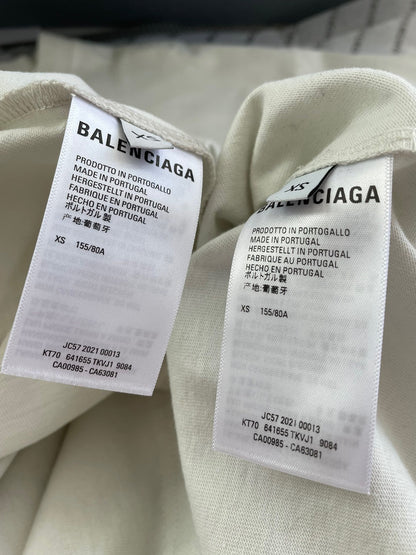 XS
BALENCIAGA
PRODOTTO IN PORTOGALLO
MADE IN PORTUGAL
HERGESTELLT IN PORTUGAL
FABRIQUE EN PORTUGAL
HECHO EN PORTUGAL
ポルトガル製
产地:葡萄牙
XS 155/80A
JC57 2021 00013
KT70 641655 TKVJ1 9084
CA00985 - CA63081
XS
BALENCIAGA
PRODOTTO IN PORTOGALLO
MADE IN PORTUGAL
HERGESTELLT IN PORTUGAL
FABRIQUE AU PORTUGAL
HECHO EN PORTUGAL
ポルトガル製
产地:葡萄牙
XS 155/80A
JC57 2021 00013
KT70 641655 TKVJ1 9084
CA00985 - CA63081